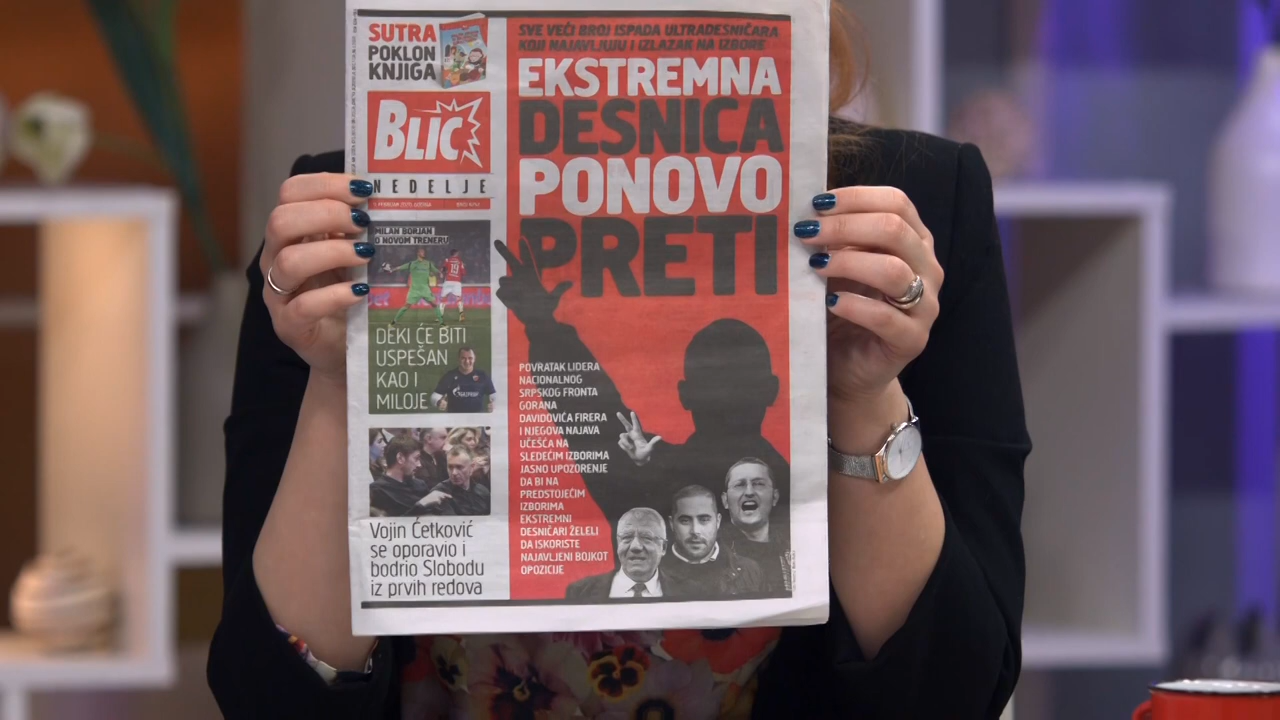 SUTRA
POKLON
KNJIGA
BLIC
NEDELJE
MILAN BORJAN
O NOVOM TRENERU
19
DEKI ĆE BITI
USPEŠAN
KAO I
MILOJE
Vojin Ćetković
se oporavio i
bodrio Slobodu
iz prvih redova
SVE VEĆI BROJ ISPADA ULTRADESNIČARA
KOJI NAJAVLJUJU I IZLAZAK NA IZBORE
EKSTREMNA
DESNICA
PONOVO
PRETI
POVRATAK LIDERA
NACIONALNOG
SRPSKOG FRONTA
GORANA
DAVIDOVIĆA FIRERA
I NJEGOVA NAJAVA
UČEŠĆA NA
SLEDEĆIM IZBORIMA
JASNO UPOZORENJE
DA BI NA
PREDSTOJEĆIM
IZBORIMA
EKSTREMNI
DESNIČARI ŽELELI
DA ISKORISTE
NAJAVLJENI BOJKOT
OPOZICIJE